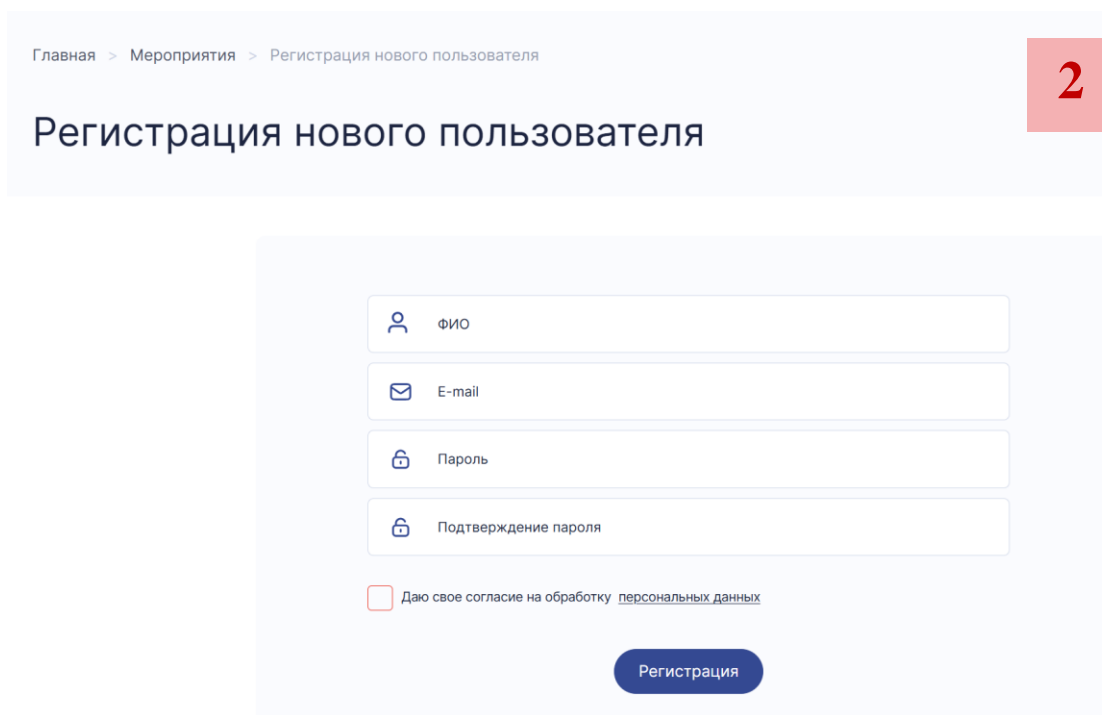 Главная > Мероприятия > Регистрация нового пользователя
2
Регистрация нового пользователя
ФИО
E-mail
Пароль
Подтверждение пароля
Даю свое согласие на обработку персональных данных
Регистрация